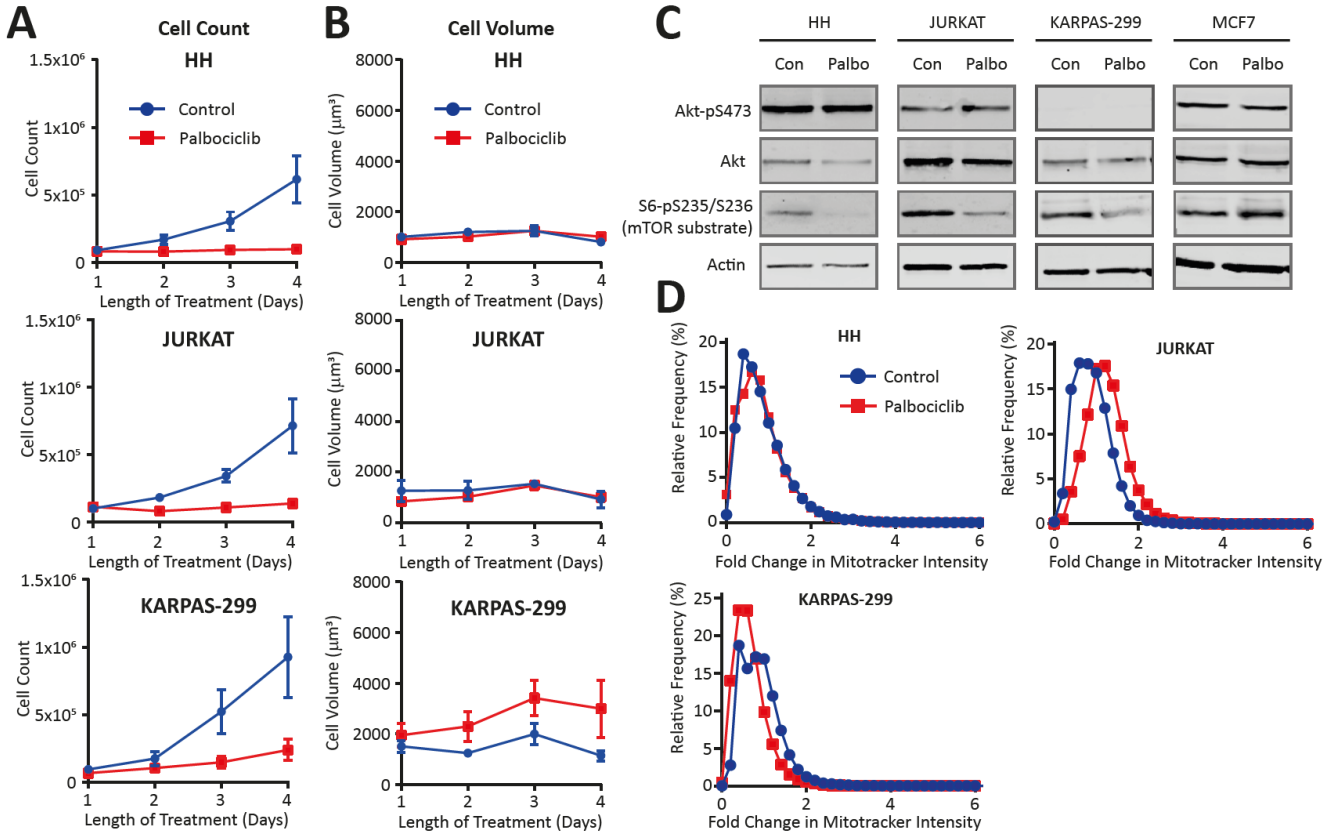 A
Cell Count
HH
1.5x10⁶
1x10⁶
5x10⁵
0
Cell Count
Control
Palbociclib
1 2 3 4
Length of Treatment (Days)
JURKAT
1.5x10⁶
1x10⁶
5x10⁵
0
Cell Count
1 2 3 4
Length of Treatment (Days)
KARPAS-299
1.5x10⁶
1x10⁶
5x10⁵
0
Cell Count
1 2 3 4
Length of Treatment (Days)
B
Cell Volume
HH
8000
6000
4000
2000
0
Cell Volume (µm³)
Control
Palbociclib
1 2 3 4
Length of Treatment (Days)
JURKAT
8000
6000
4000
2000
0
Cell Volume (µm³)
1 2 3 4
Length of Treatment (Days)
KARPAS-299
8000
6000
4000
2000
0
Cell Volume (µm³)
1 2 3 4
Length of Treatment (Days)
C
HH JURKAT KARPAS-299 MCF7
Con Palbo Con Palbo Con Palbo Con Palbo
Akt-pS473
Akt
S6-pS235/S236
(mTOR substrate)
Actin
D
HH
20
15
10
5
0
Relative Frequency (%)
Control
Palbociclib
0 2 4 6
Fold Change in Mitotracker Intensity
JURKAT
20
15
10
5
0
Relative Frequency (%)
0 2 4 6
Fold Change in Mitotracker Intensity
KARPAS-299
25
20
15
10
5
0
Relative Frequency (%)
0 2 4 6
Fold Change in Mitotracker Intensity